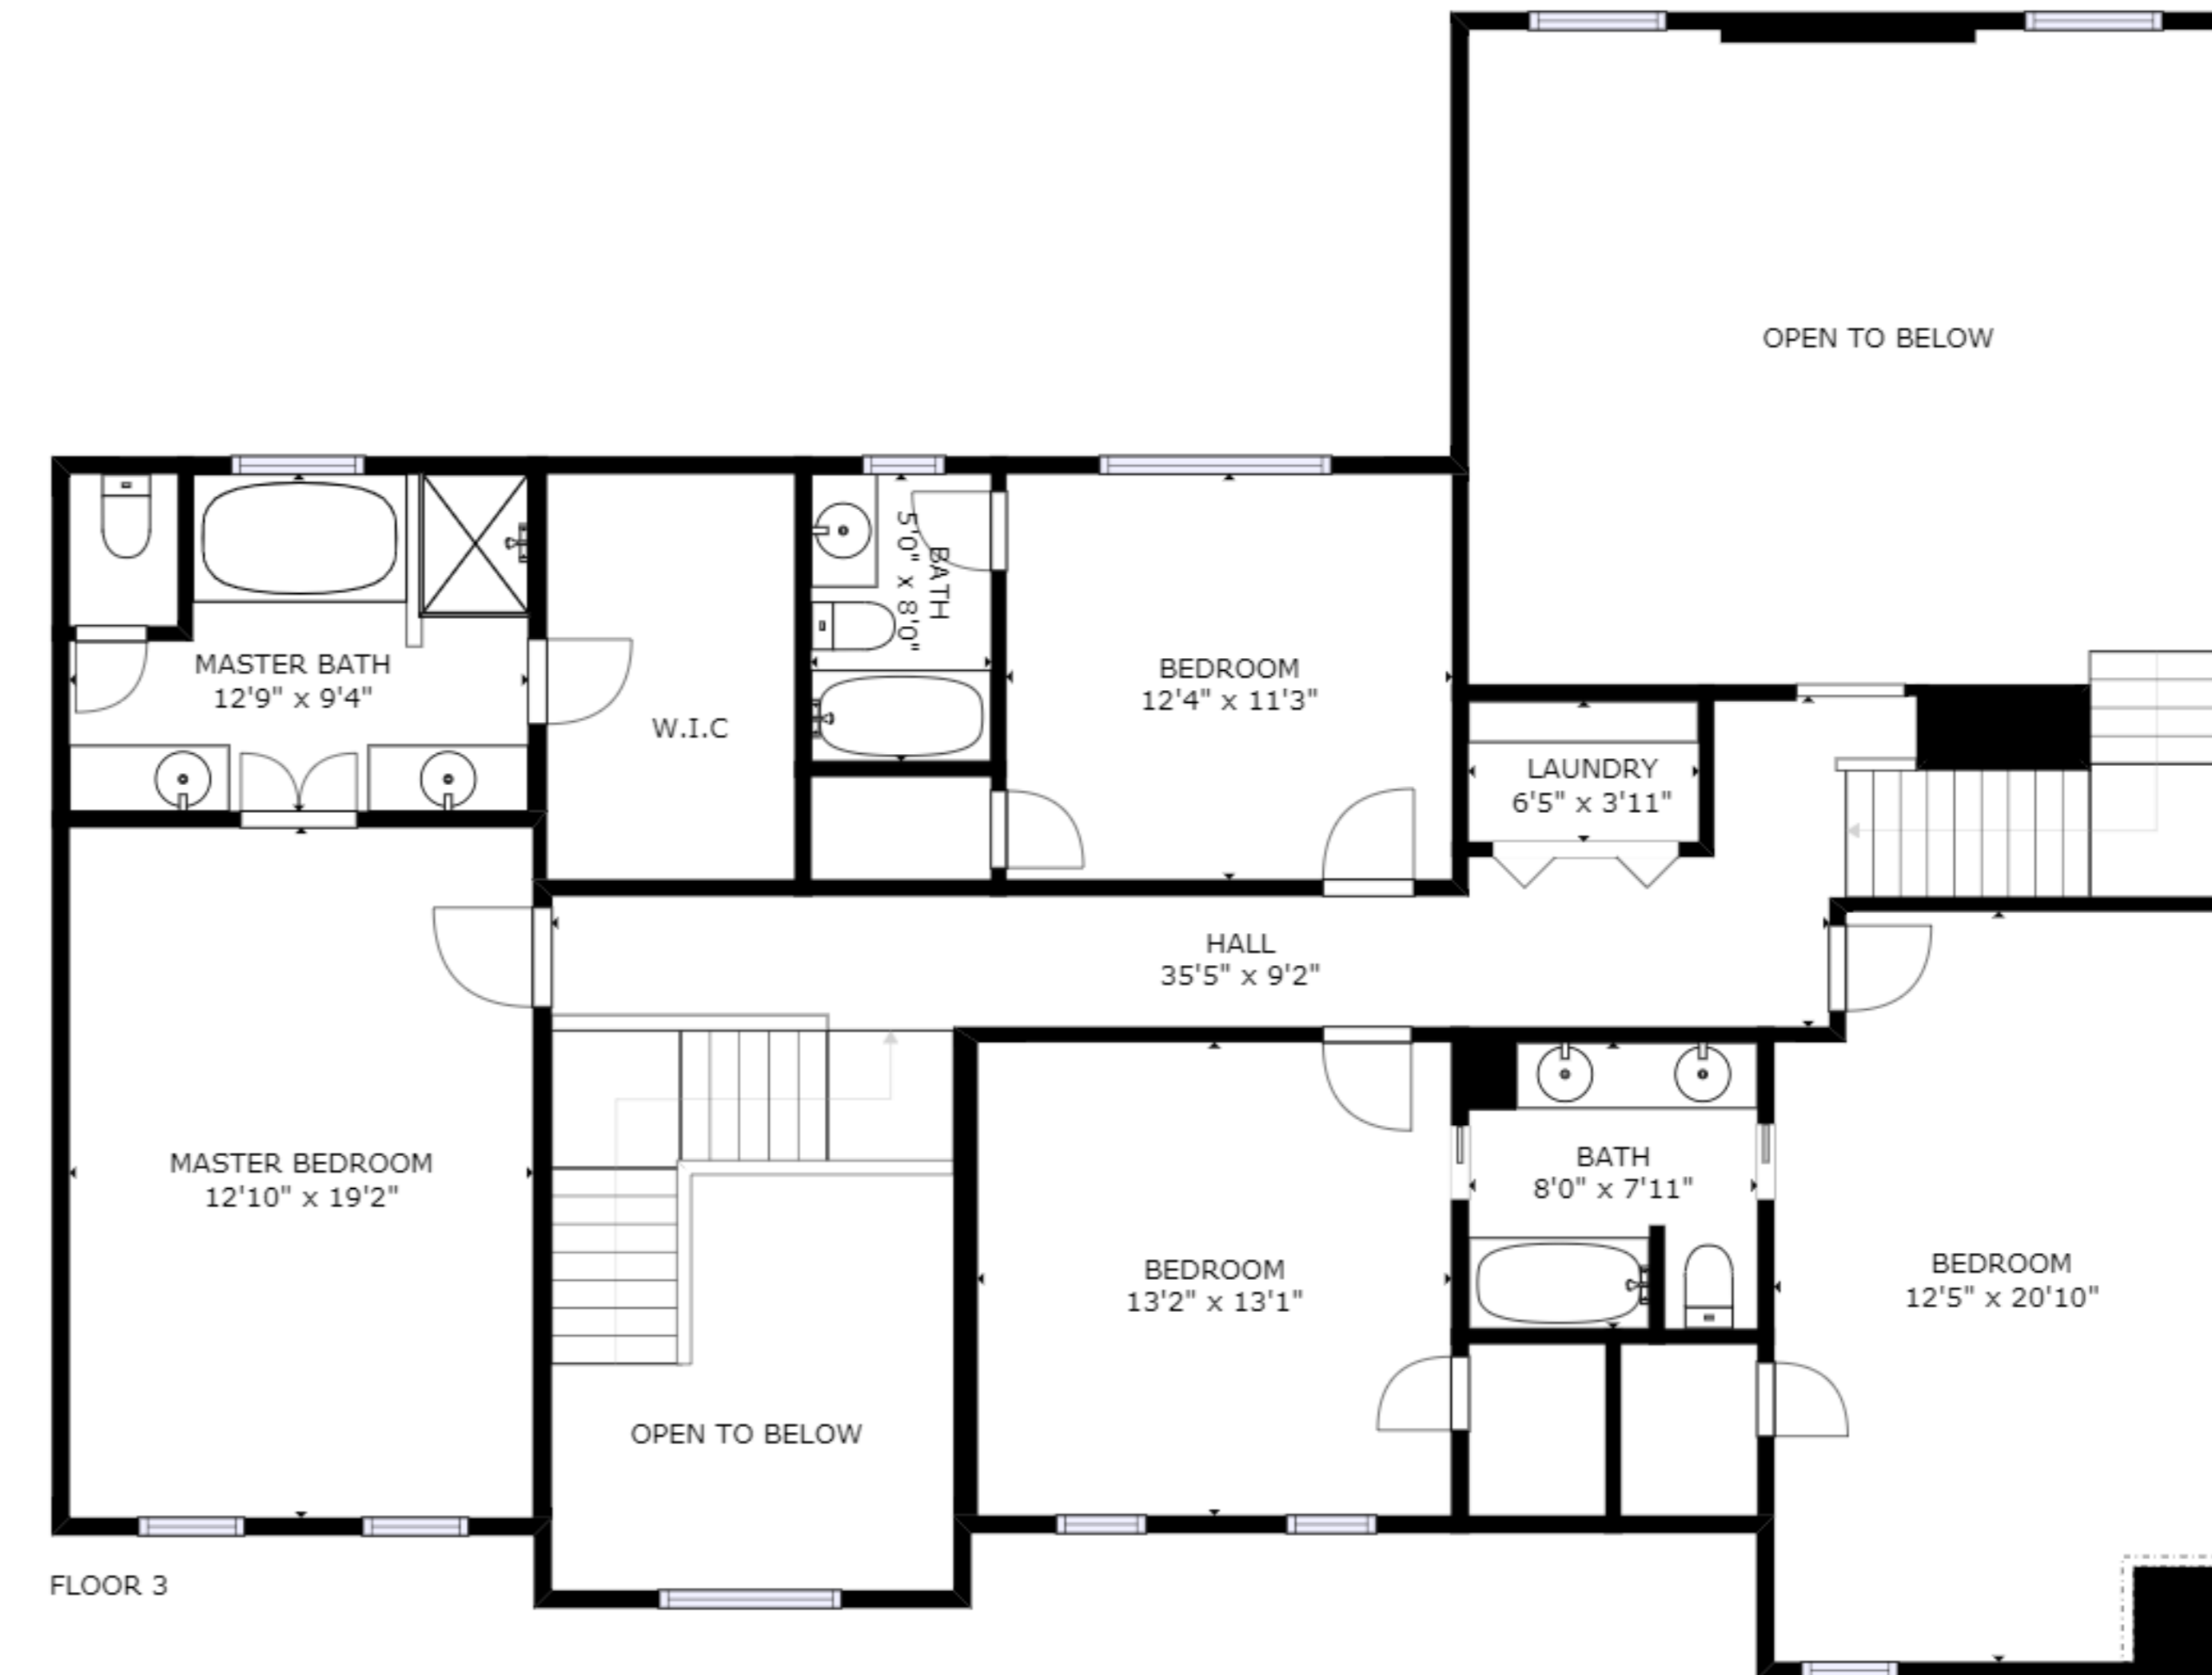 OPEN TO BELOW
MASTER BATH
12'9" x 9'4"
W.I.C
BATH
5'0" x 8'0"
BEDROOM
12'4" x 11'3"
LAUNDRY
6'5" x 3'11"
HALL
35'5" x 9'2"
MASTER BEDROOM
12'10" x 19'2"
OPEN TO BELOW
BEDROOM
13'2" x 13'1"
BATH
8'0" x 7'11"
BEDROOM
12'5" x 20'10"
FLOOR 3